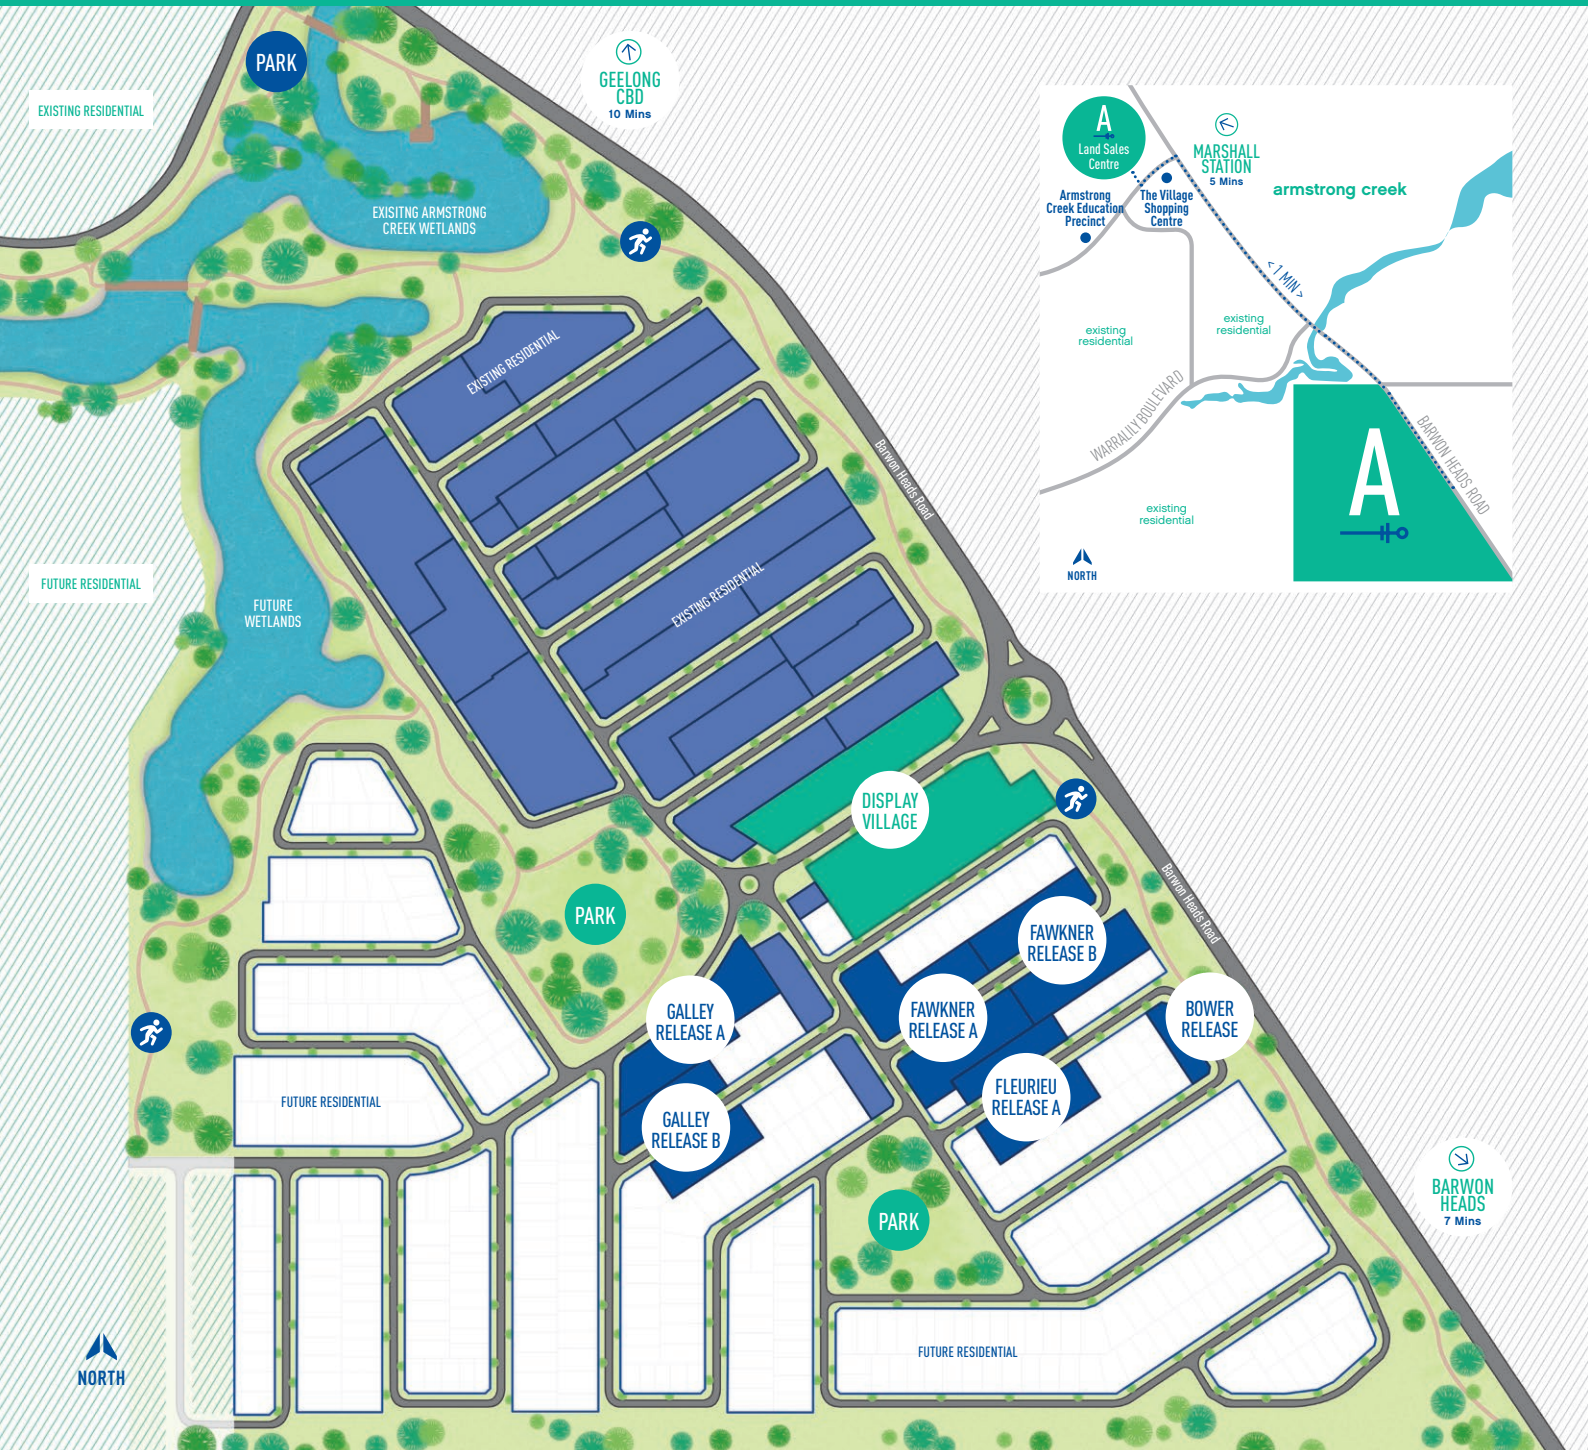 PARK
EXISTING RESIDENTIAL
GEELONG
CBD
10 Mins
EXISITNG ARMSTRONG
CREEK WETLANDS
A
Land Sales
Centre
MARSHALL
STATION
5 Mins
armstrong creek
Armstrong
Creek Education
Precinct
The Village
Shopping
Centre
< 1 MIN >
existing
residential
existing
residential
WARRALILY BOULEVARD
BARWON HEADS ROAD
A
existing
residential
NORTH
EXISTING RESIDENTIAL
Barwon Heads Road
FUTURE RESIDENTIAL
FUTURE
WETLANDS
EXISTING RESIDENTIAL
DISPLAY
VILLAGE
Barwon Heads Road
PARK
FAWKNER
RELEASE B
GALLEY
RELEASE A
FAWKNER
RELEASE A
BOWER
RELEASE
FUTURE RESIDENTIAL
GALLEY
RELEASE B
FLEURIEU
RELEASE A
PARK
BARWON
HEADS
7 Mins
FUTURE RESIDENTIAL
NORTH